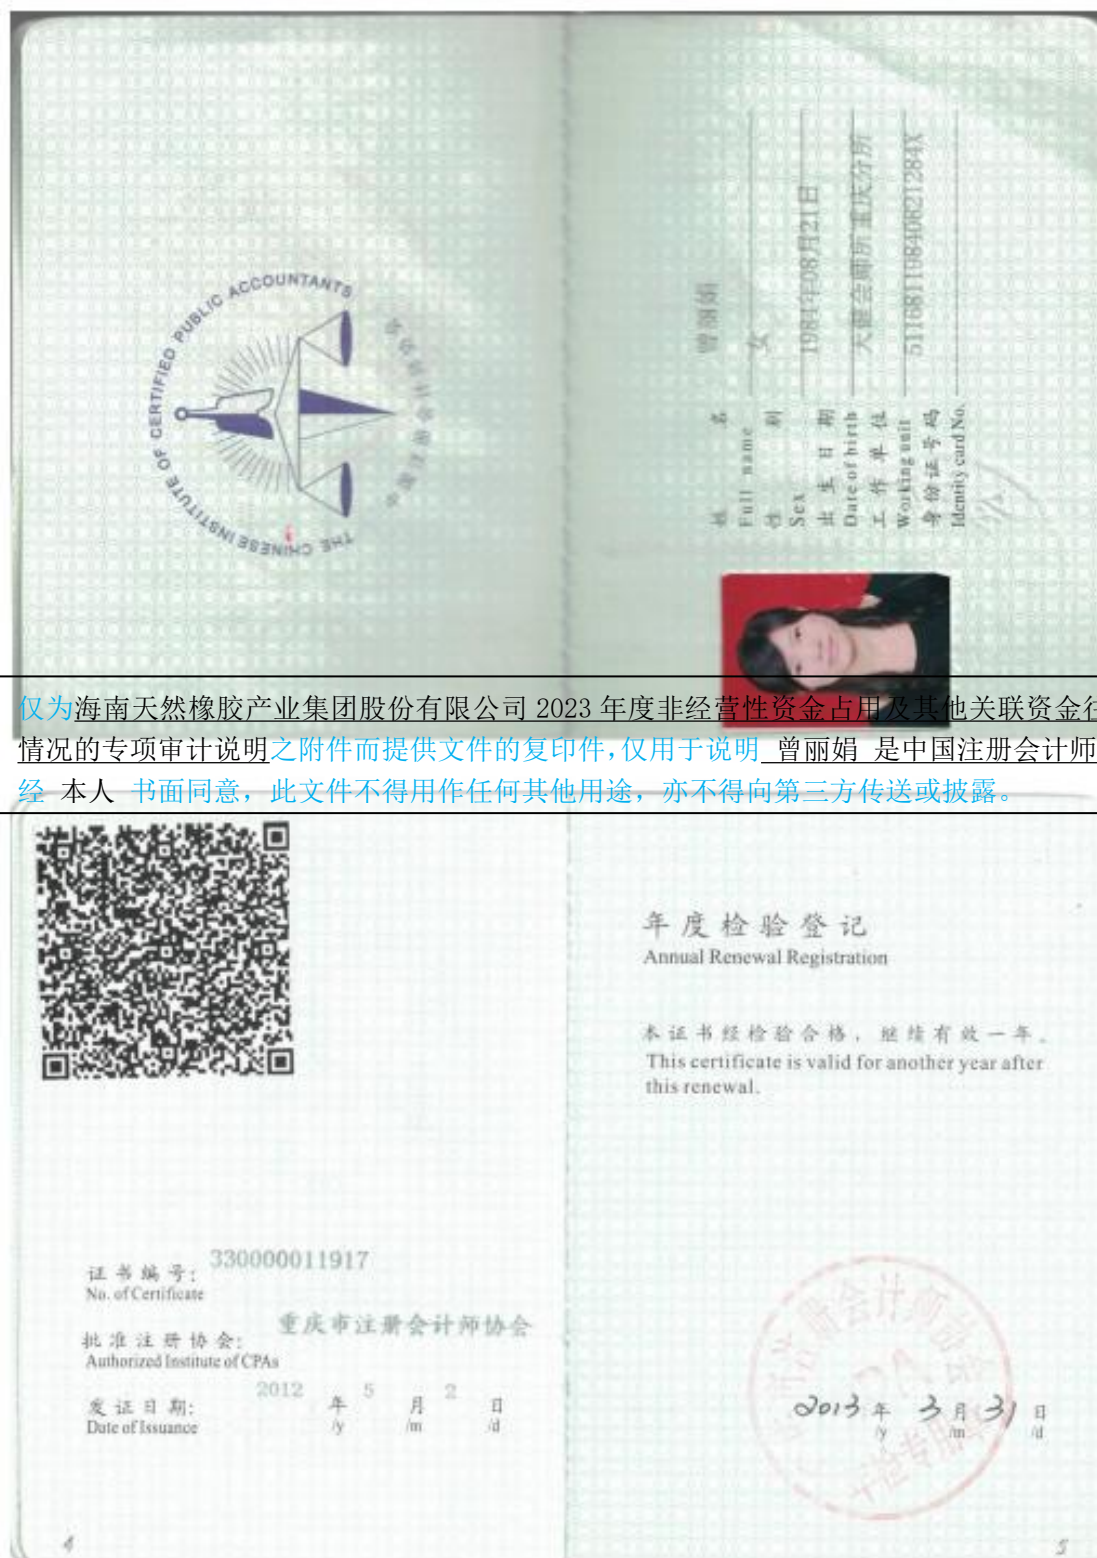 THE CHINESE INSTITUTE OF CERTIFIED PUBLIC ACCOUNTANTS
中国注册会计师协会
姓 名 曾丽娟
Full name
性 别 女
Sex
出 生 日 期 1984年08月21日
Date of birth
工 作 单 位 天健会师所重庆分所
Working unit
身 份 证 号 码 51168119840821284X
Identity card No.
仅为海南天然橡胶产业集团股份有限公司 2023 年度非经营性资金占用及其他关联资金往
情况的专项审计说明之附件而提供文件的复印件,仅用于说明 曾丽娟 是中国注册会计师
经 本人 书面同意，此文件不得用作任何其他用途，亦不得向第三方传送或披露。
年度检验登记
Annual Renewal Registration
本证书经检验合格，继续有效一年。
This certificate is valid for another year after
this renewal.
证书编号: 330000011917
No. of Certificate
批准注册协会: 重庆市注册会计师协会
Authorized Institute of CPAs
发证日期: 2012 年 5 月 2 日
Date of Issuance /y /m /d
2013 年 3 月 31 日
/y /m /d
4
5